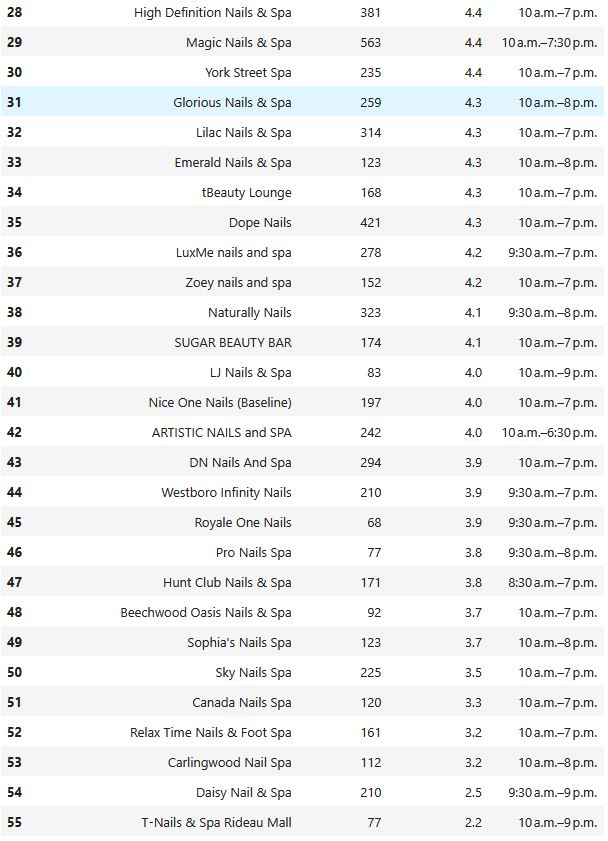 28 High Definition Nails & Spa 381 4.4 10 a.m.–7 p.m.
29 Magic Nails & Spa 563 4.4 10 a.m.–7:30 p.m.
30 York Street Spa 235 4.4 10 a.m.–7 p.m.
31 Glorious Nails & Spa 259 4.3 10 a.m.–8 p.m.
32 Lilac Nails & Spa 314 4.3 10 a.m.–7 p.m.
33 Emerald Nails & Spa 123 4.3 10 a.m.–8 p.m.
34 tBeauty Lounge 168 4.3 10 a.m.–7 p.m.
35 Dope Nails 421 4.3 10 a.m.–7 p.m.
36 LuxMe nails and spa 278 4.2 9:30 a.m.–7 p.m.
37 Zoey nails and spa 152 4.2 10 a.m.–7 p.m.
38 Naturally Nails 323 4.1 9:30 a.m.–8 p.m.
39 SUGAR BEAUTY BAR 174 4.1 10 a.m.–7 p.m.
40 LJ Nails & Spa 83 4.0 10 a.m.–9 p.m.
41 Nice One Nails (Baseline) 197 4.0 10 a.m.–7 p.m.
42 ARTISTIC NAILS and SPA 242 4.0 10 a.m.–6:30 p.m.
43 DN Nails And Spa 294 3.9 10 a.m.–7 p.m.
44 Westboro Infinity Nails 210 3.9 9:30 a.m.–7 p.m.
45 Royale One Nails 68 3.9 9:30 a.m.–7 p.m.
46 Pro Nails Spa 77 3.8 9:30 a.m.–8 p.m.
47 Hunt Club Nails & Spa 171 3.8 8:30 a.m.–7 p.m.
48 Beechwood Oasis Nails & Spa 92 3.7 10 a.m.–7 p.m.
49 Sophia's Nails Spa 123 3.7 10 a.m.–8 p.m.
50 Sky Nails Spa 225 3.5 10 a.m.–7 p.m.
51 Canada Nails Spa 120 3.3 10 a.m.–7 p.m.
52 Relax Time Nails & Foot Spa 161 3.2 10 a.m.–7 p.m.
53 Carlingwood Nail Spa 112 3.2 10 a.m.–8 p.m.
54 Daisy Nail & Spa 210 2.5 9:30 a.m.–9 p.m.
55 T-Nails & Spa Rideau Mall 77 2.2 10 a.m.–9 p.m.